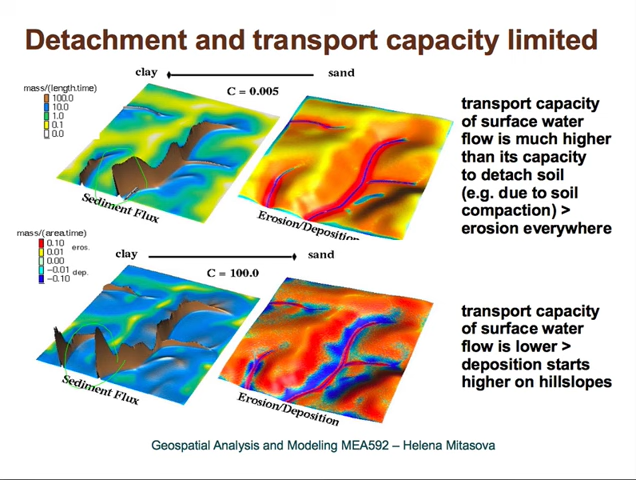 Detachment and transport capacity limited
clay
sand
C = 0.005
mass/(length.time)
100.0
10.0
1.0
0.1
0.0
Sediment Flux
Erosion/Deposition
transport capacity
of surface water
flow is much higher
than its capacity
to detach soil
(e.g. due to soil
compaction) >
erosion everywhere
mass/(area.time)
0.10
eros.
0.01
0.00
-0.01
dep.
-0.10
clay
sand
C = 100.0
Sediment Flux
Erosion/Deposition
transport capacity
of surface water
flow is lower >
deposition starts
higher on hillslopes
Geospatial Analysis and Modeling MEA592 – Helena Mitasova